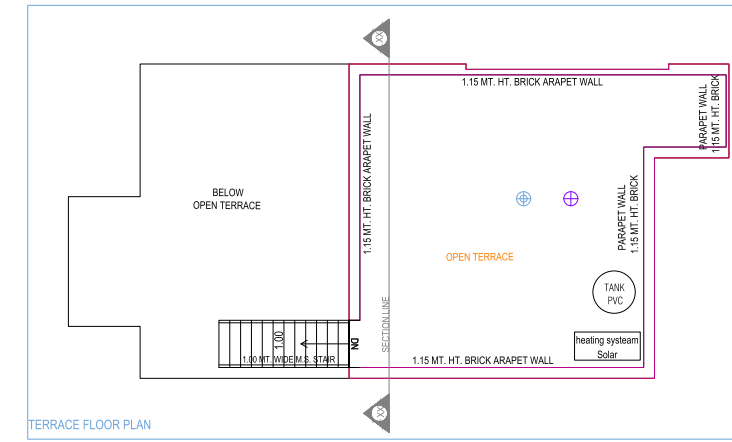 XX
1.15 MT. HT. BRICK ARAPET WALL
PARAPET WALL
1.15 MT. HT. BRICK
1.15 MT. HT. BRICK ARAPET WALL
BELOW
OPEN TERRACE
PARAPET WALL
1.15 MT. HT. BRICK
OPEN TERRACE
TANK
PVC
SECTION LINE
1.00
DN
1.00 MT. WIDE M.S. STAIR
heating systeam
Solar
1.15 MT. HT. BRICK ARAPET WALL
XX
TERRACE FLOOR PLAN